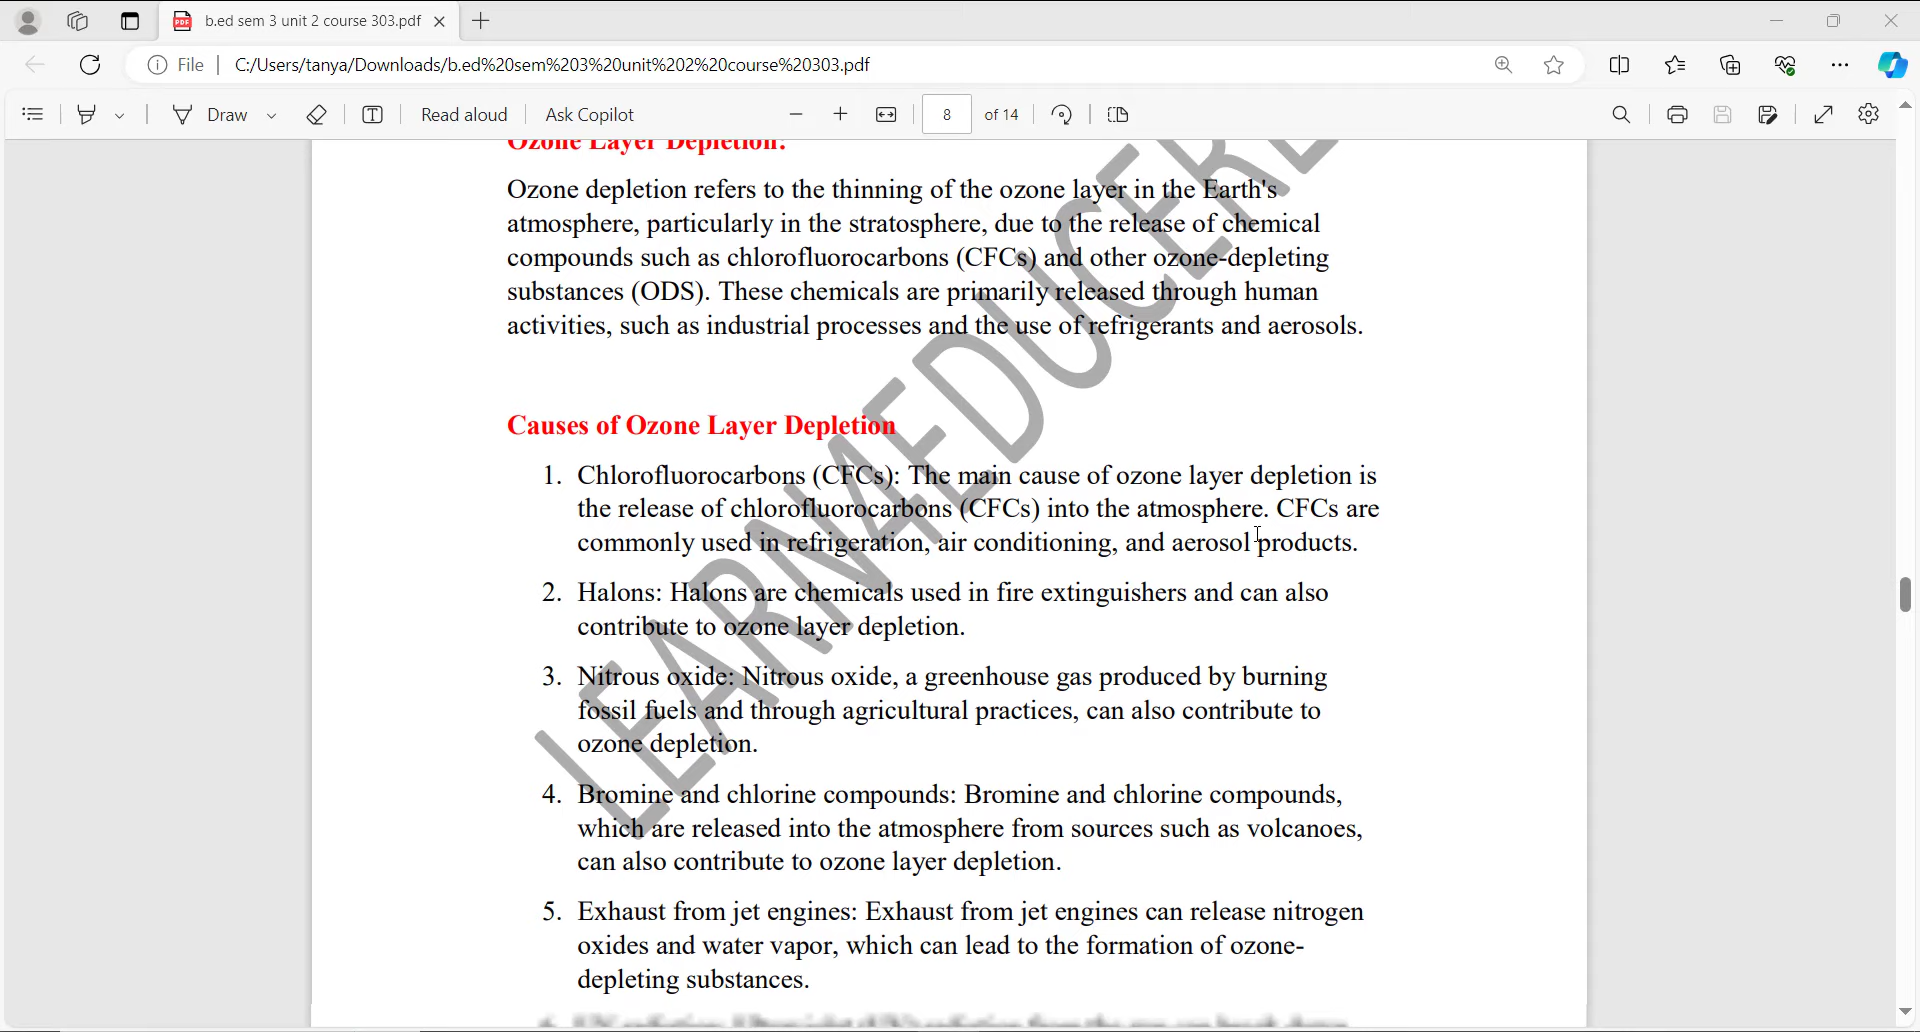 b.ed sem 3 unit 2 course 303.pdf
File
C:/Users/tanya/Downloads/b.ed%20sem%203%20unit%202%20course%20303.pdf
Draw
Read aloud
Ask Copilot
8 of 14
Ozone Layer Depletion:
Ozone depletion refers to the thinning of the ozone layer in the Earth's
atmosphere, particularly in the stratosphere, due to the release of chemical
compounds such as chlorofluorocarbons (CFCs) and other ozone-depleting
substances (ODS). These chemicals are primarily released through human
activities, such as industrial processes and the use of refrigerants and aerosols.
Causes of Ozone Layer Depletion
1. Chlorofluorocarbons (CFCs): The main cause of ozone layer depletion is
the release of chlorofluorocarbons (CFCs) into the atmosphere. CFCs are
commonly used in refrigeration, air conditioning, and aerosol products.
2. Halons: Halons are chemicals used in fire extinguishers and can also
contribute to ozone layer depletion.
3. Nitrous oxide: Nitrous oxide, a greenhouse gas produced by burning
fossil fuels and through agricultural practices, can also contribute to
ozone depletion.
4. Bromine and chlorine compounds: Bromine and chlorine compounds,
which are released into the atmosphere from sources such as volcanoes,
can also contribute to ozone layer depletion.
5. Exhaust from jet engines: Exhaust from jet engines can release nitrogen
oxides and water vapor, which can lead to the formation of ozone-
depleting substances.
LEARN4EDUCERE